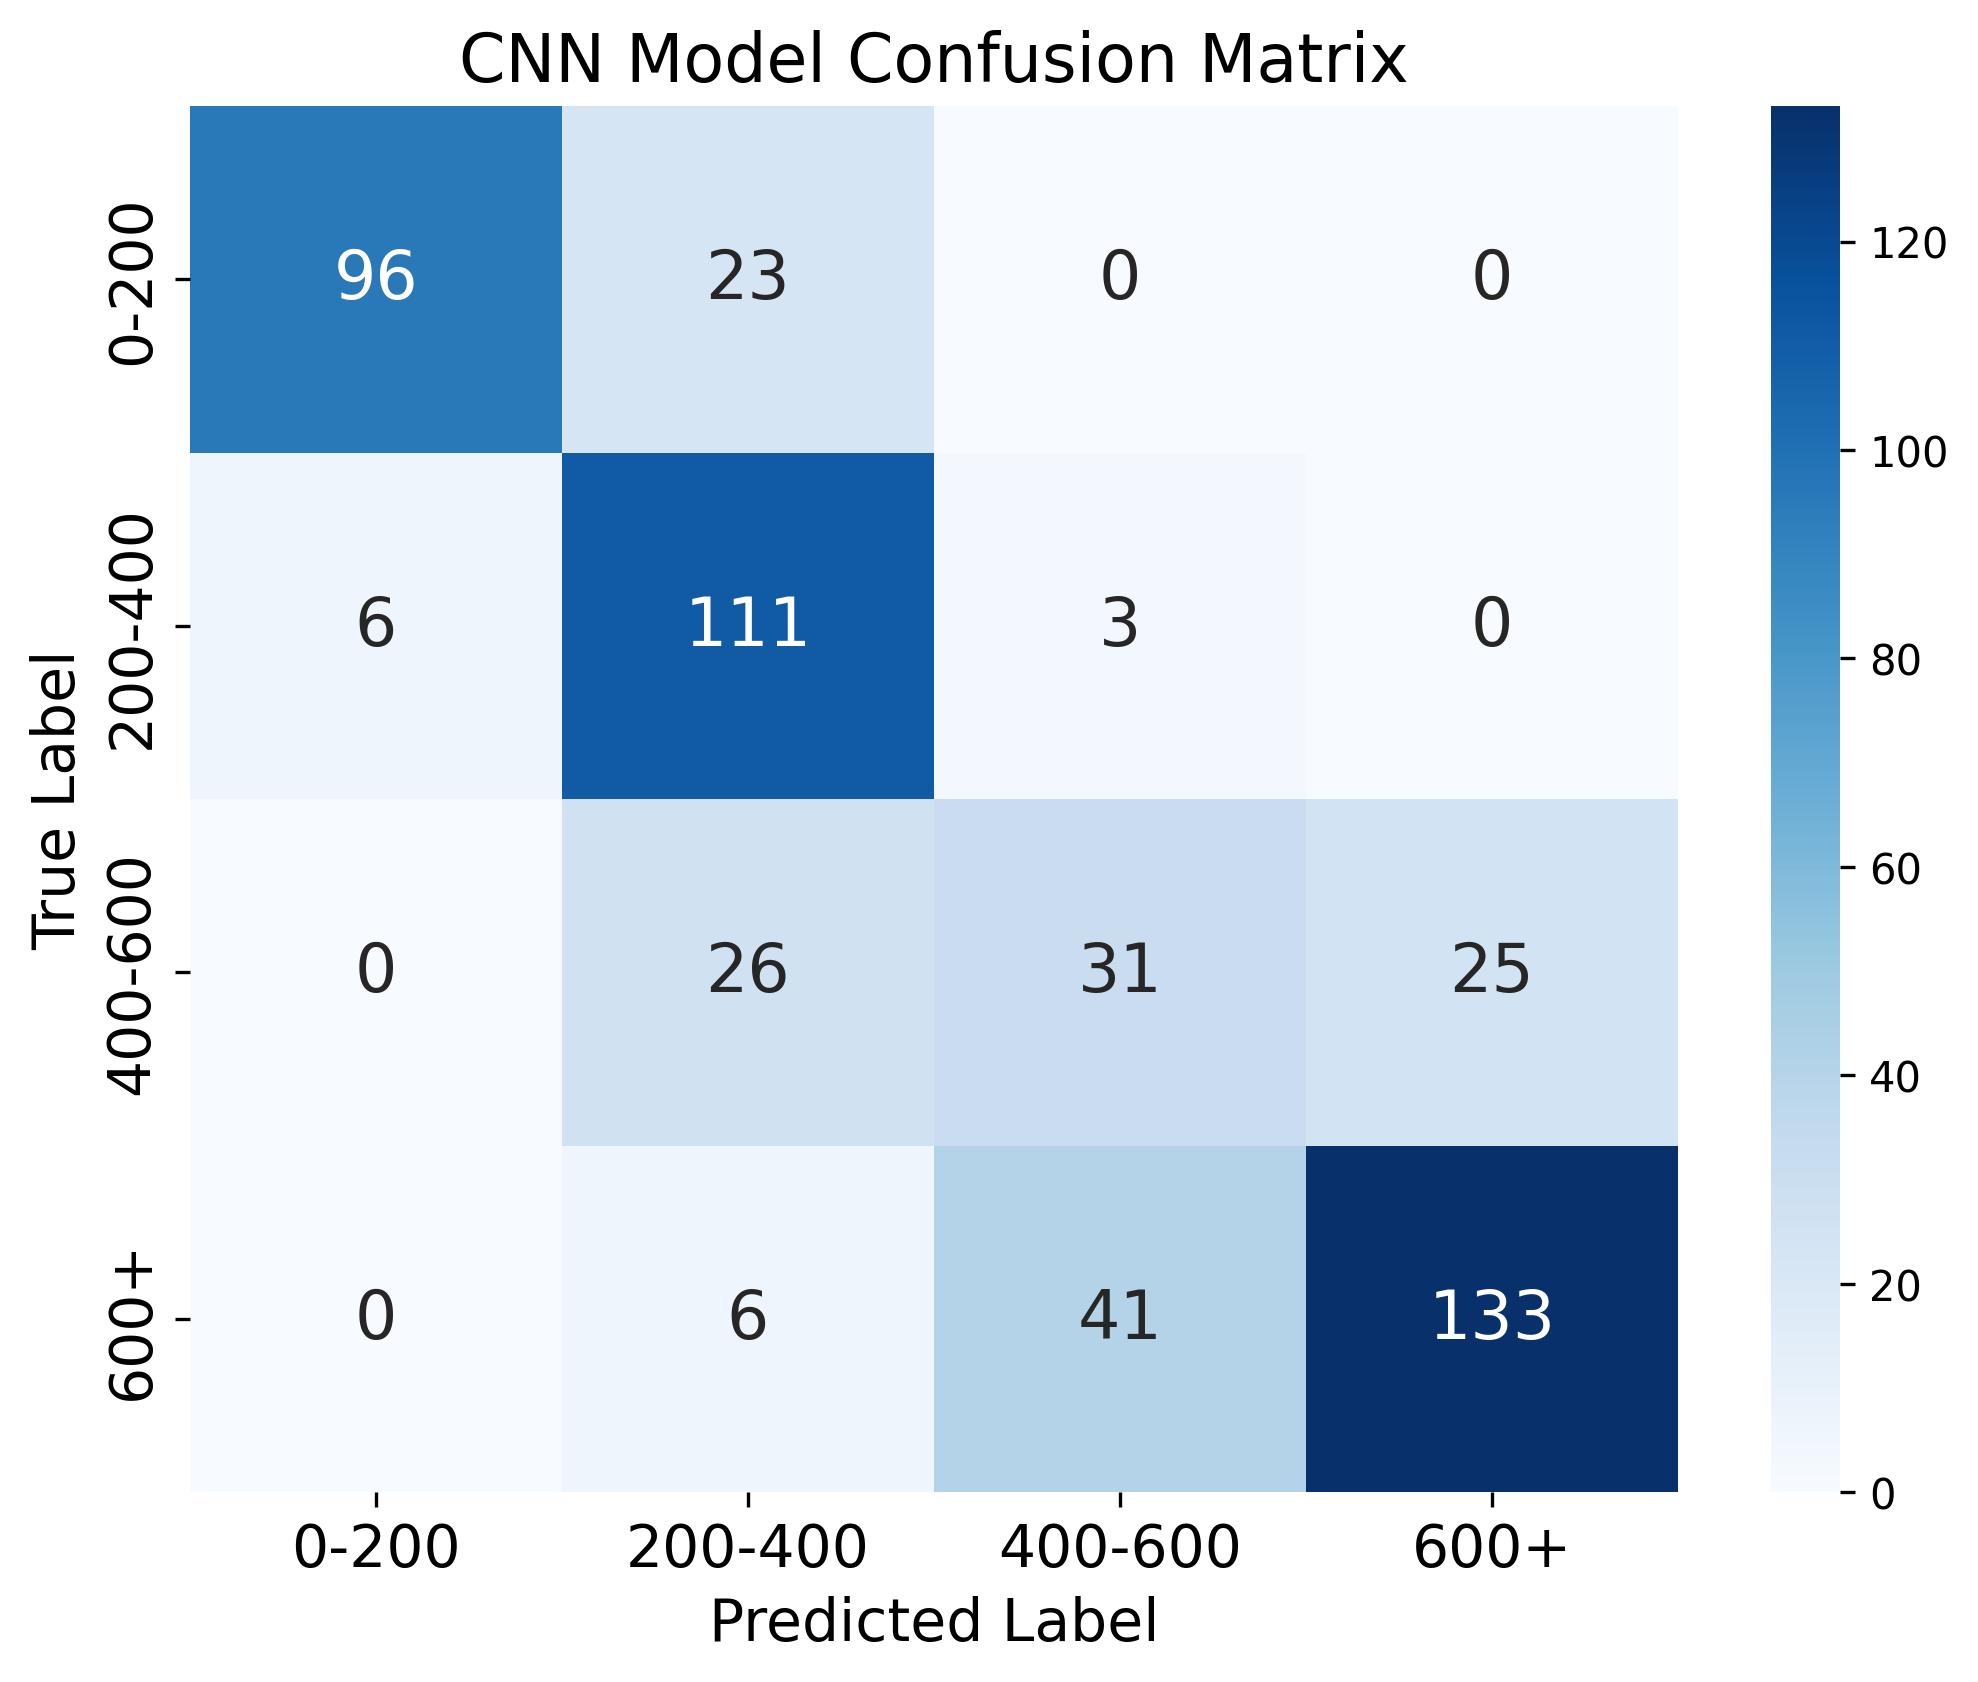 CNN Model Confusion Matrix
True Label
0-200
96 23 0 0
200-400
6 111 3 0
400-600
0 26 31 25
600+
0 6 41 133
0-200 200-400 400-600 600+
Predicted Label
120
100
80
60
40
20
0